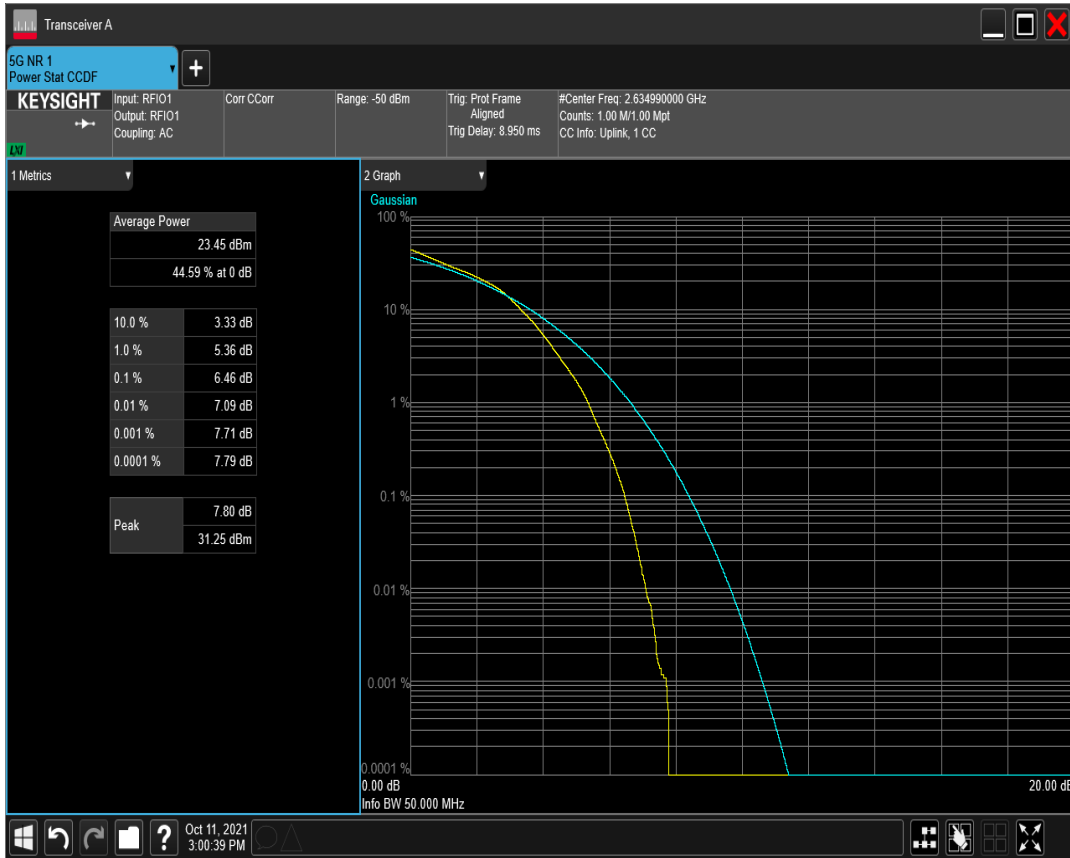 Transceiver A
5G NR 1
Power Stat CCDF
+
KEYSIGHT
LXI
Input: RFIO1
Output: RFIO1
Coupling: AC
Corr CCorr
Range: -50 dBm
Trig: Prot Frame
Aligned
Trig Delay: 8.950 ms
#Center Freq: 2.634990000 GHz
Counts: 1.00 M/1.00 Mpt
CC Info: Uplink, 1 CC
1 Metrics
Average Power
23.45 dBm
44.59 % at 0 dB
10.0 % 3.33 dB
1.0 % 5.36 dB
0.1 % 6.46 dB
0.01 % 7.09 dB
0.001 % 7.71 dB
0.0001 % 7.79 dB
Peak
7.80 dB
31.25 dBm
2 Graph
Gaussian
100 %
10 %
1 %
0.1 %
0.01 %
0.001 %
0.0001 %
0.00 dB
20.00 dB
Info BW 50.000 MHz
?
Oct 11, 2021
3:00:39 PM